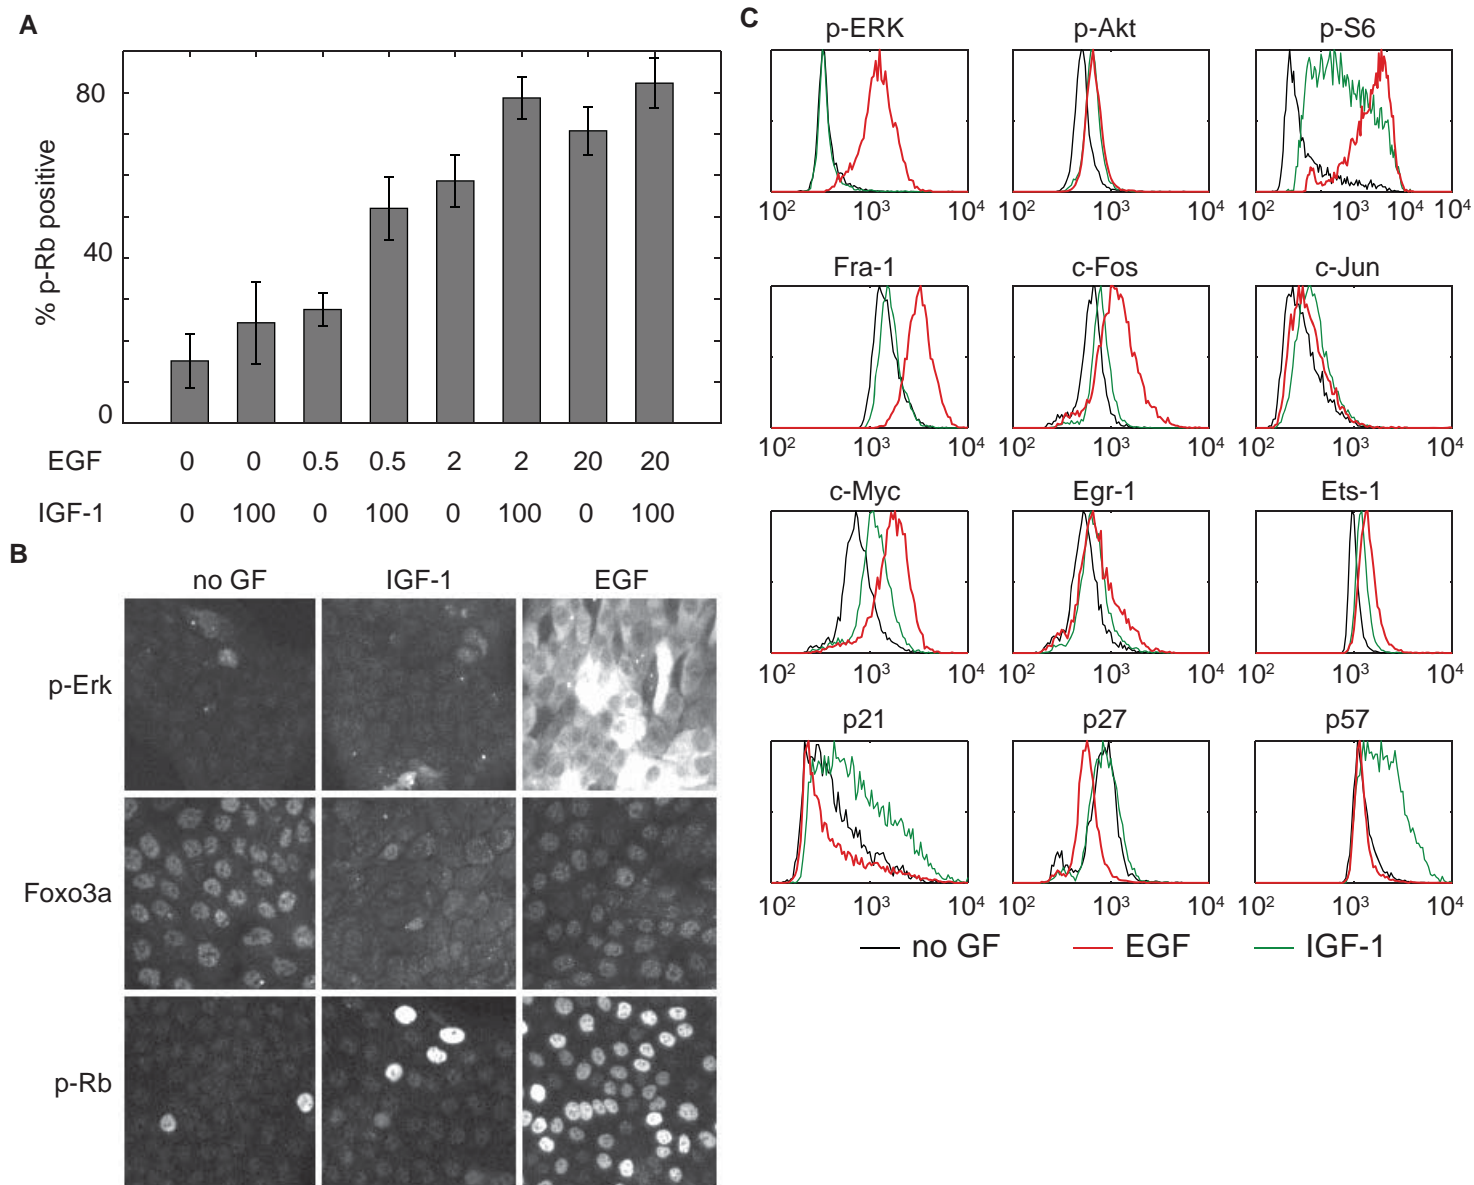 A
% p-Rb positive
80
40
0
EGF 0 0 0.5 0.5 2 2 20 20
IGF-1 0 100 0 100 0 100 0 100
B
no GF IGF-1 EGF
p-Erk
Foxo3a
p-Rb
C
p-ERK p-Akt p-S6
10² 10³ 10⁴ 10² 10³ 10⁴ 10² 10³ 10⁴ 10⁴
Fra-1 c-Fos c-Jun
10² 10³ 10⁴ 10² 10³ 10⁴ 10² 10³ 10⁴
c-Myc Egr-1 Ets-1
10² 10³ 10⁴ 10² 10³ 10⁴ 10² 10³ 10⁴
p21 p27 p57
10² 10³ 10⁴ 10² 10³ 10⁴ 10² 10³ 10⁴
no GF EGF IGF-1